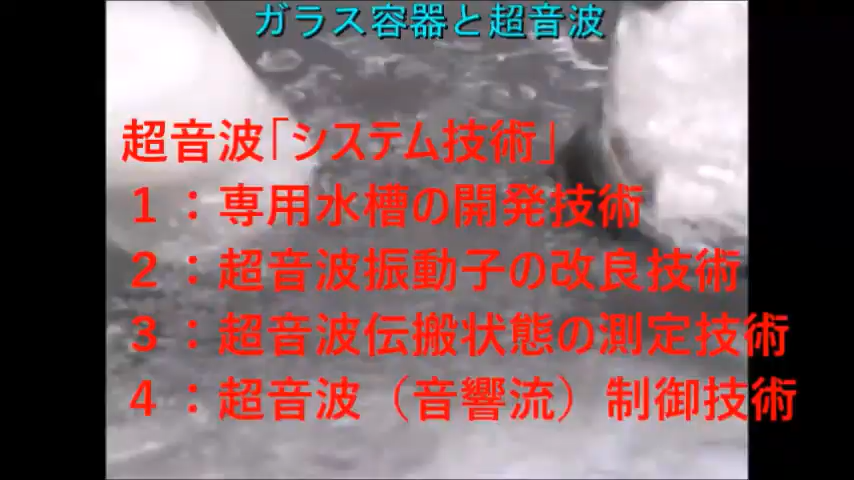 ガラス容器と超音波
超音波「システム技術」
１：専用水槽の開発技術
２：超音波振動子の改良技術
３：超音波伝搬状態の測定技術
４：超音波（音響流）制御技術